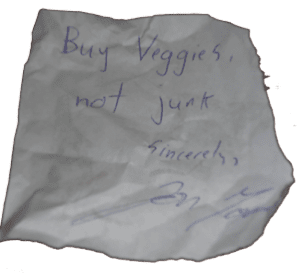 Buy Veggies,
not junk
Sincerely,